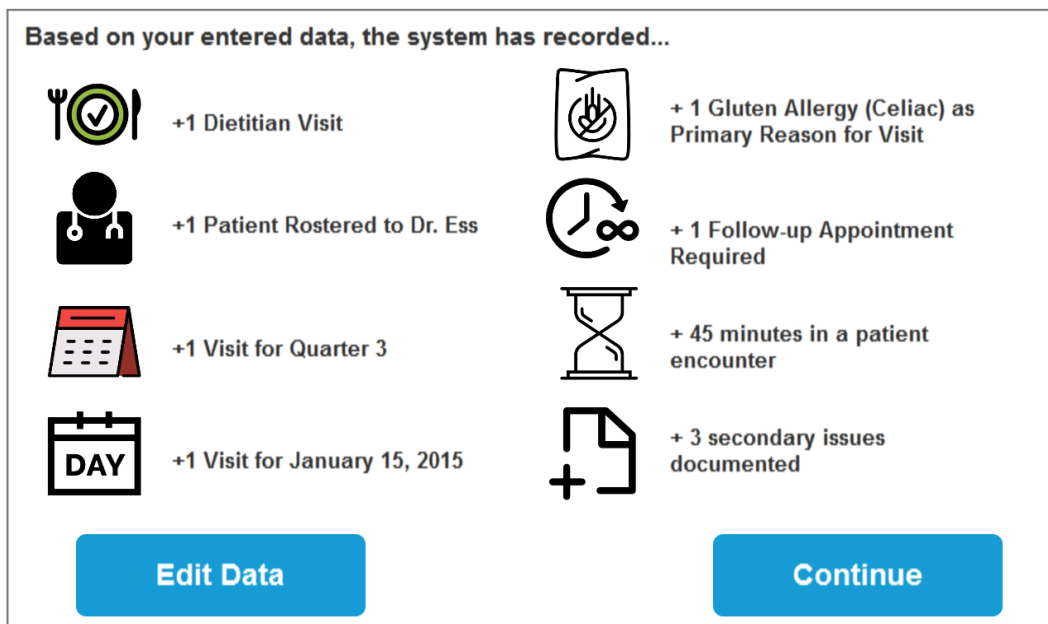 Based on your entered data, the system has recorded...
+1 Dietitian Visit
+ 1 Gluten Allergy (Celiac) as
Primary Reason for Visit
+1 Patient Rostered to Dr. Ess
+ 1 Follow-up Appointment
Required
+1 Visit for Quarter 3
+ 45 minutes in a patient
encounter
DAY
+1 Visit for January 15, 2015
+ 3 secondary issues
documented
Edit Data
Continue